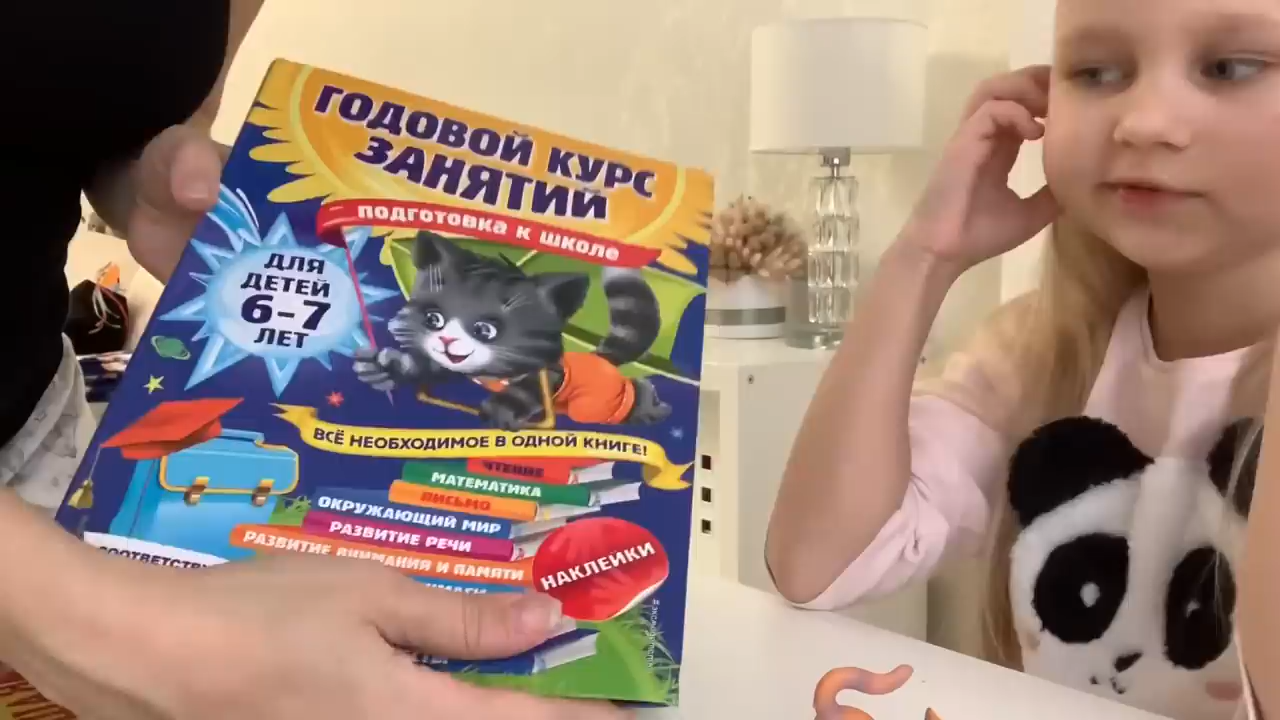 ГОДОВОЙ КУРС
ЗАНЯТИЙ
ПОДГОТОВКА К ШКОЛЕ
ДЛЯ
ДЕТЕЙ
6-7
ЛЕТ
ВСЁ НЕОБХОДИМОЕ В ОДНОЙ КНИГЕ!
ЧТЕНИЕ
МАТЕМАТИКА
ПИСЬМО
ОКРУЖАЮЩИЙ МИР
РАЗВИТИЕ РЕЧИ
РАЗВИТИЕ ВНИМАНИЯ И ПАМЯТИ
НАКЛЕЙКИ